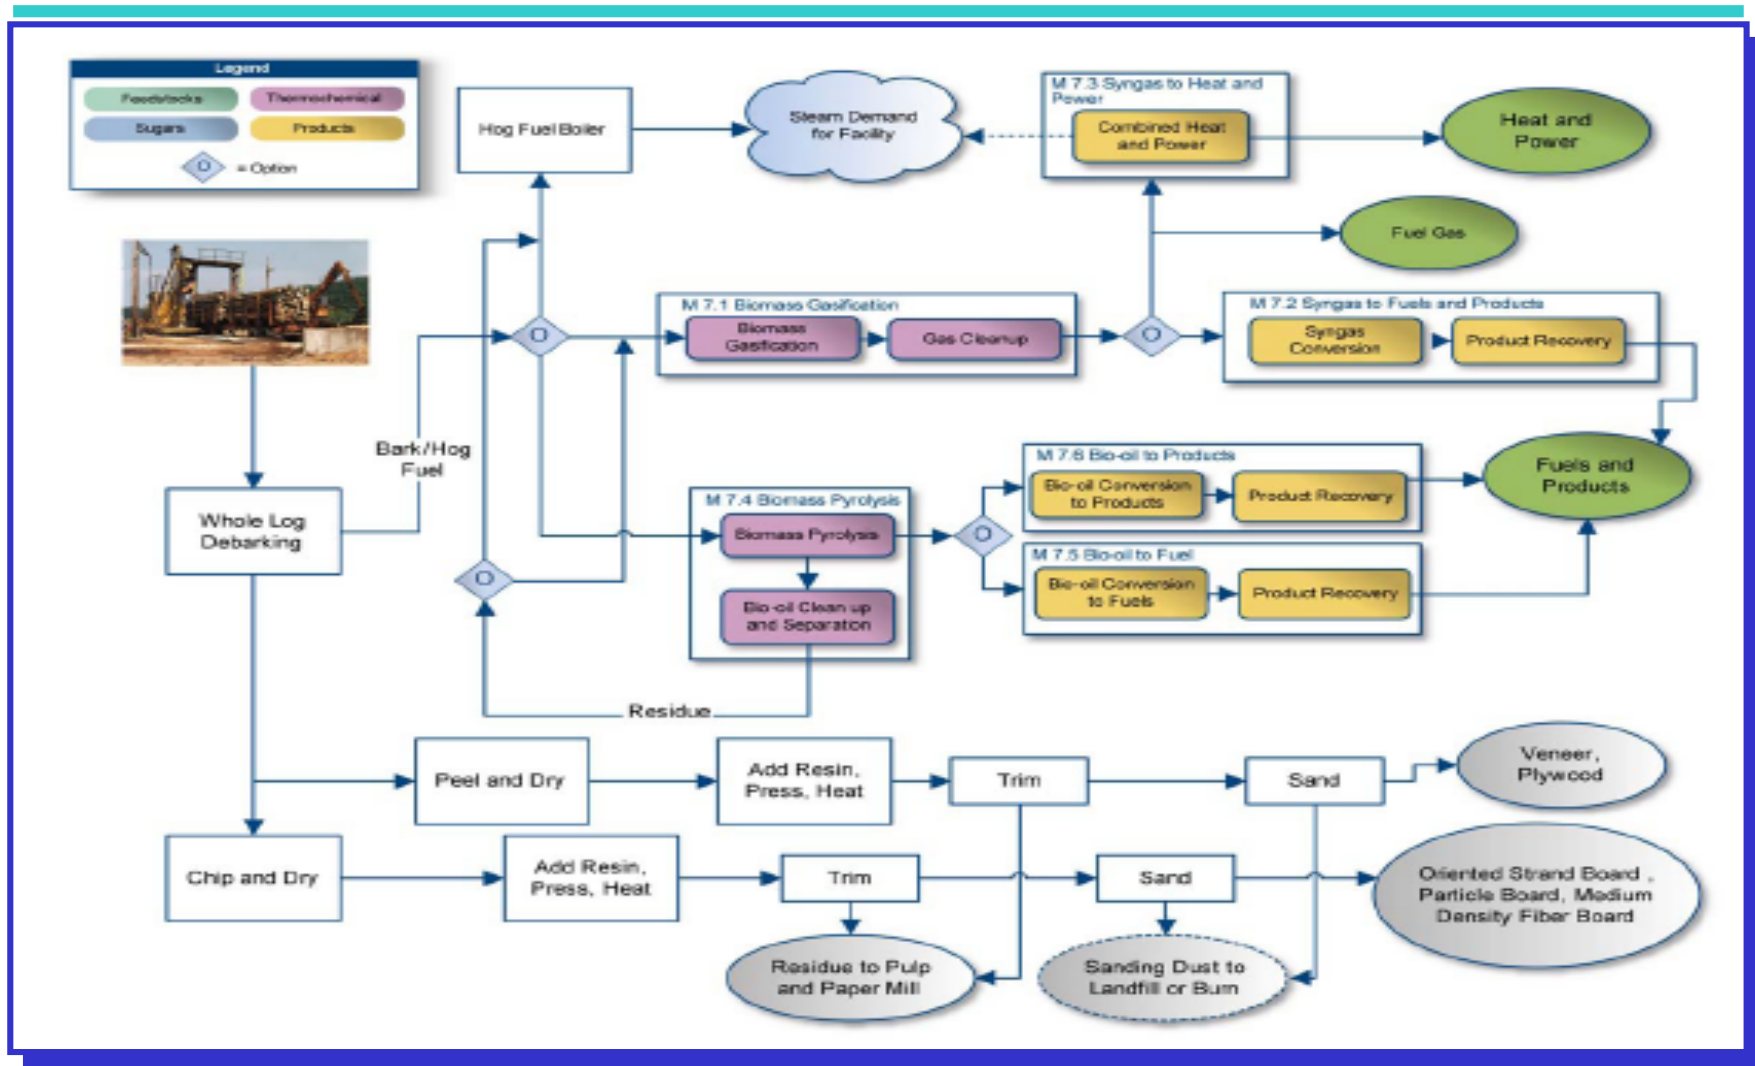 Legend
Feedstocks
Thermochemical
Sugars
Products
O
= Option
Hog Fuel Boiler
Steam Demand
for Facility
M 7.3 Syngas to Heat and
Power
Combined Heat
and Power
Heat and
Power
Fuel Gas
M 7.1 Biomass Gasification
Biomass
Gasification
Gas Cleanup
O
O
M 7.2 Syngas to Fuels and Products
Syngas
Conversion
Product Recovery
Bark/Hog
Fuel
Whole Log
Debarking
O
M 7.4 Biomass Pyrolysis
Biomass Pyrolysis
Bio-oil Clean up
and Separation
O
M 7.6 Bio-oil to Products
Bio-oil Conversion
to Products
Product Recovery
M 7.5 Bio-oil to Fuel
Bio-oil Conversion
to Fuels
Product Recovery
Fuels and
Products
Residue
Peel and Dry
Add Resin,
Press, Heat
Trim
Sand
Veneer,
Plywood
Chip and Dry
Add Resin,
Press, Heat
Trim
Sand
Oriented Strand Board ,
Particle Board, Medium
Density Fiber Board
Residue to Pulp
and Paper Mill
Sanding Dust to
Landfill or Burn